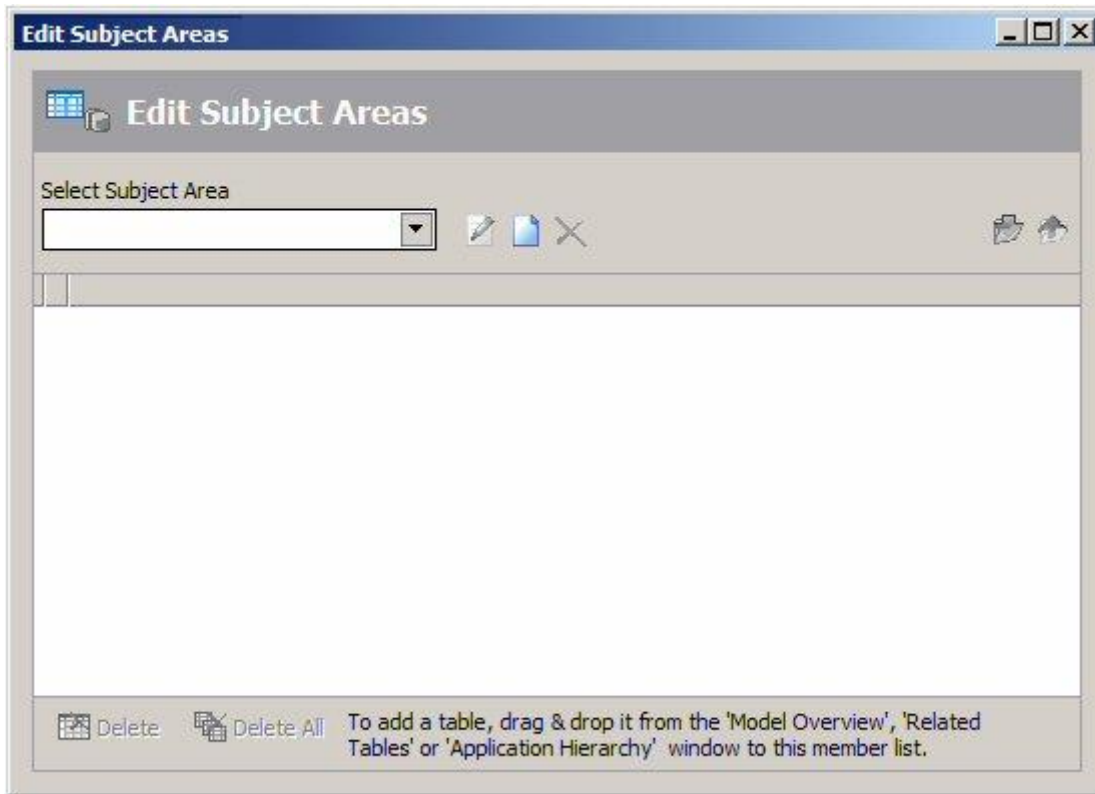 Edit Subject Areas
Edit Subject Areas
Select Subject Area
Delete
Delete All
To add a table, drag & drop it from the 'Model Overview', 'Related
Tables' or 'Application Hierarchy' window to this member list.